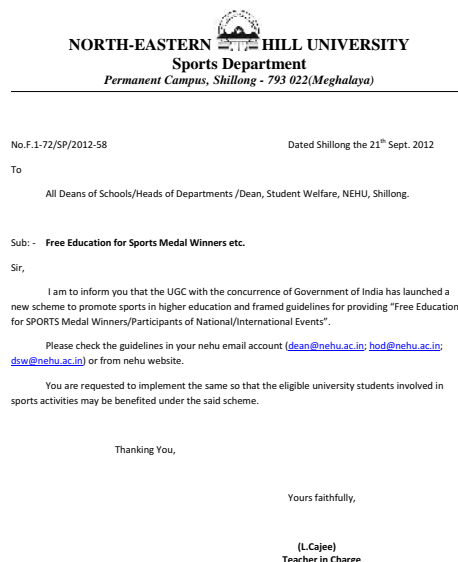 NORTH-EASTERN HILL UNIVERSITY
Sports Department
Permanent Campus, Shillong - 793 022(Meghalaya)
No.F.1-72/SP/2012-58 Dated Shillong the 21st Sept. 2012
To
All Deans of Schools/Heads of Departments /Dean, Student Welfare, NEHU, Shillong.
Sub: - Free Education for Sports Medal Winners etc.
Sir,
I am to inform you that the UGC with the concurrence of Government of India has launched a
new scheme to promote sports in higher education and framed guidelines for providing “Free Education
for SPORTS Medal Winners/Participants of National/International Events”.
Please check the guidelines in your nehu email account (dean@nehu.ac.in; hod@nehu.ac.in;
dsw@nehu.ac.in) or from nehu website.
You are requested to implement the same so that the eligible university students involved in
sports activities may be benefited under the said scheme.
Thanking You,
Yours faithfully,
(L.Cajee)
Teacher in Charge